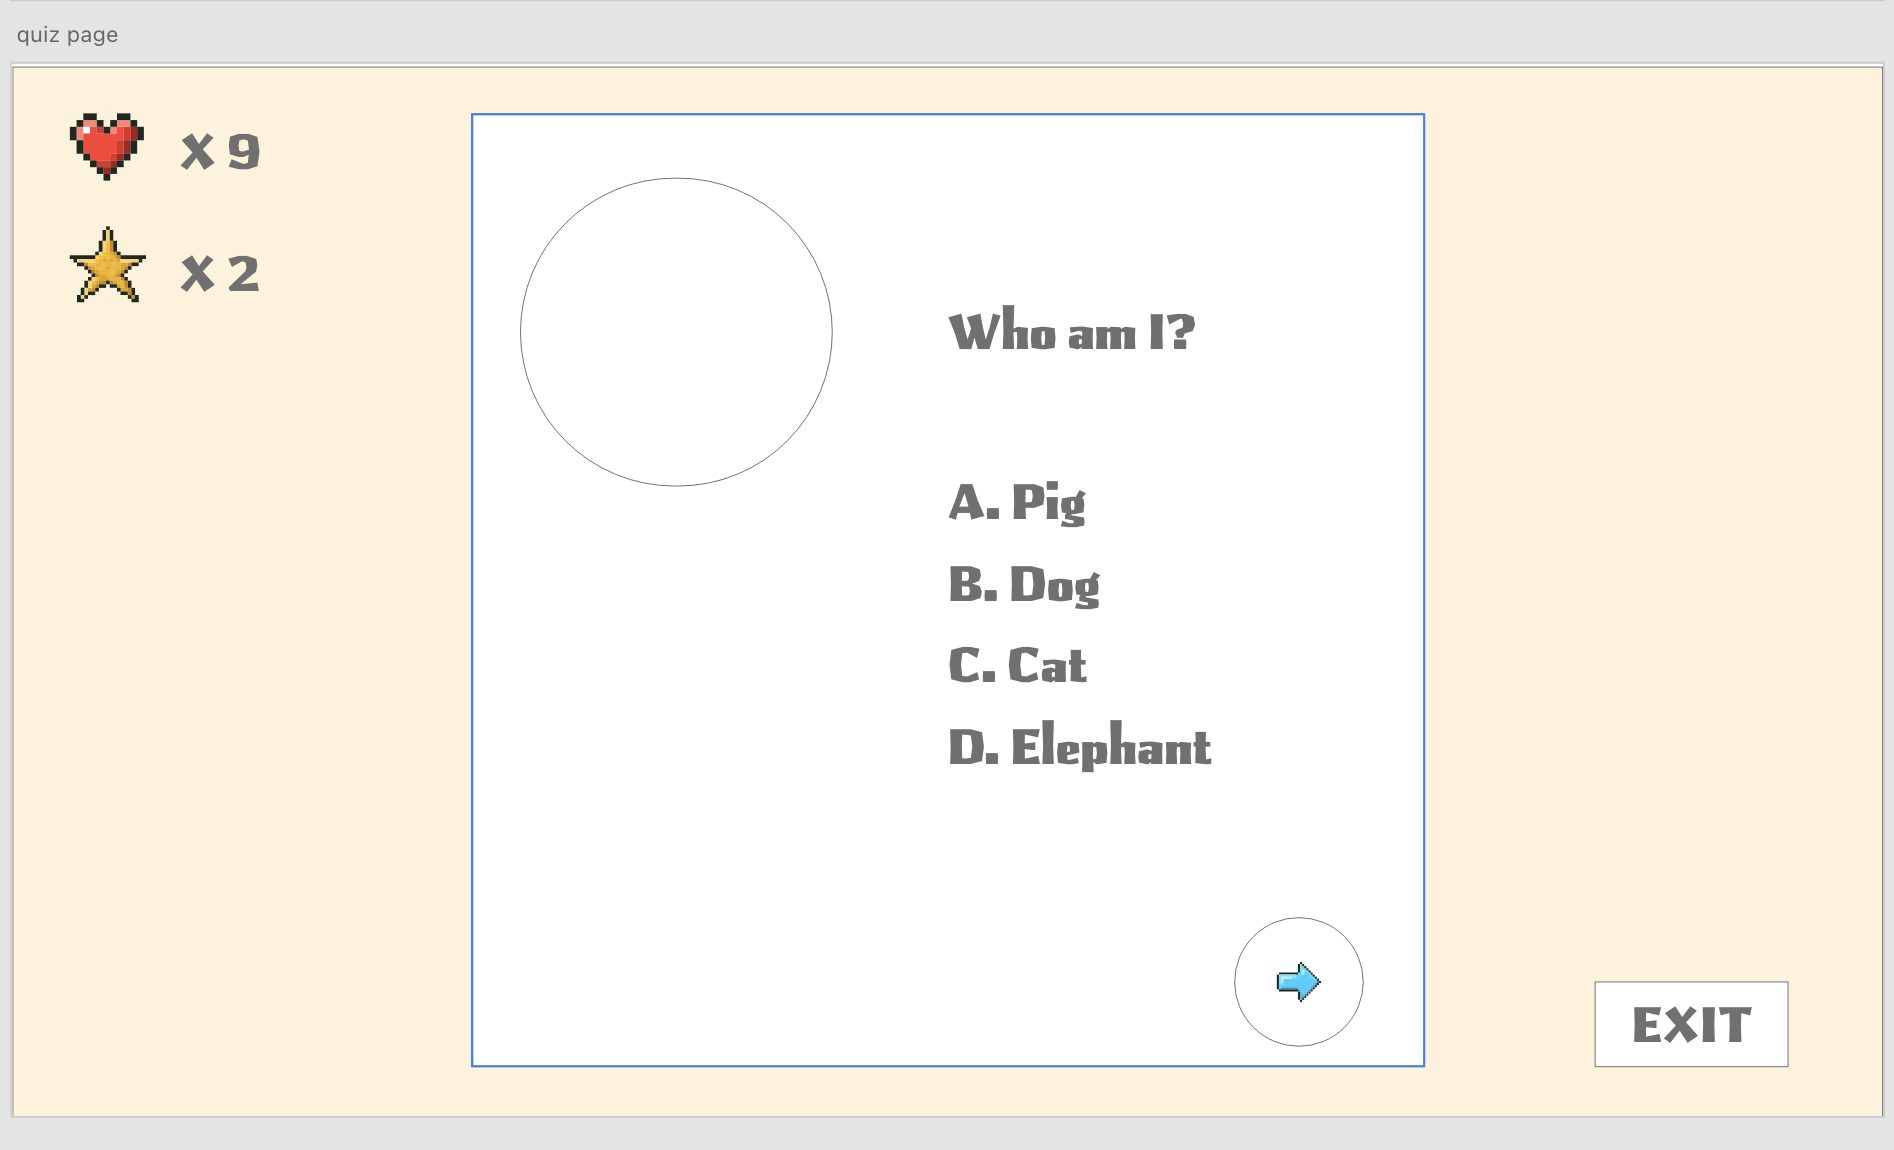 quiz page
X 9
X 2
Who am I?
A. Pig
B. Dog
C. Cat
D. Elephant
EXIT